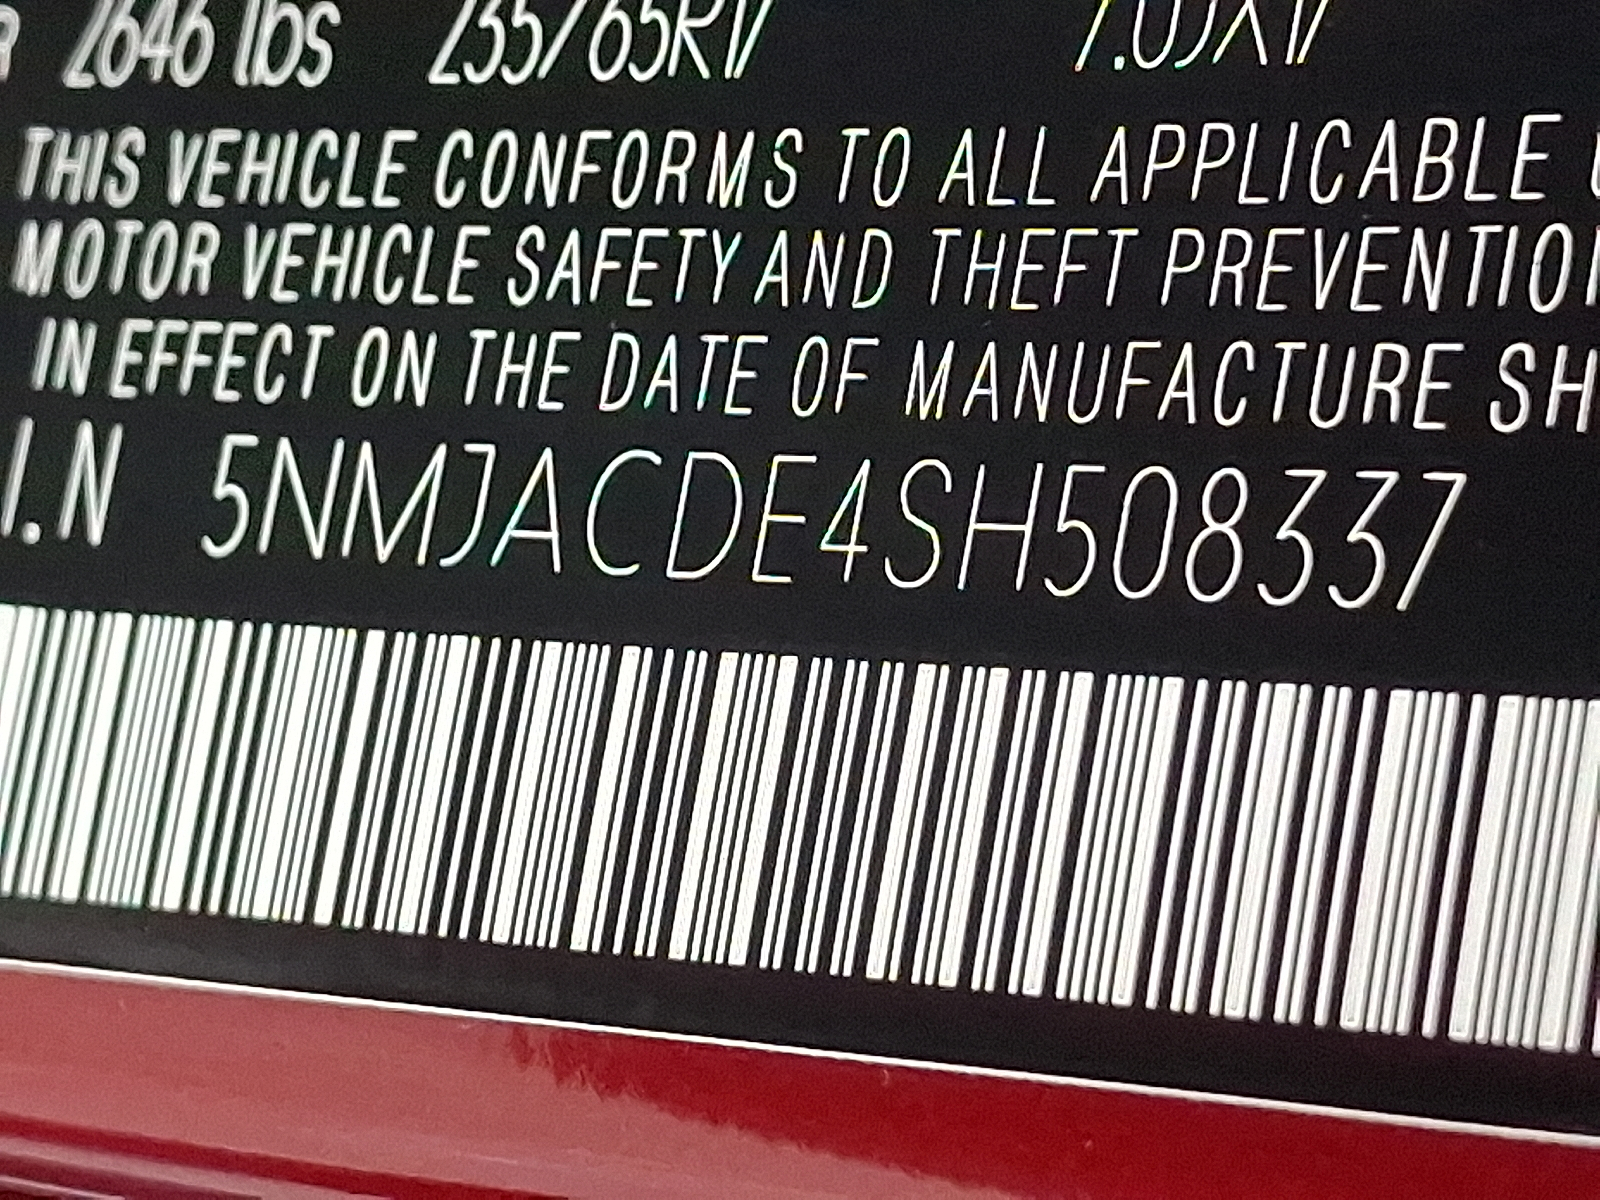 R 2646 lbs 235/65R17 7.0JX17
THIS VEHICLE CONFORMS TO ALL APPLICABLE
MOTOR VEHICLE SAFETY AND THEFT PREVENTION
IN EFFECT ON THE DATE OF MANUFACTURE SH
I.N 5NMJACDE4SH508337